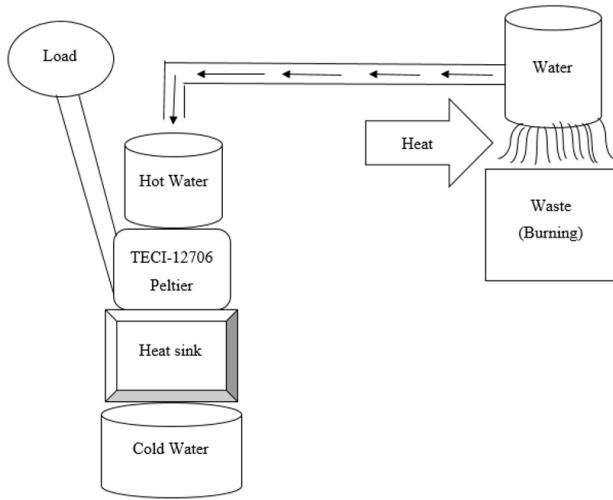 Load
Water
Heat
Hot Water
Waste
(Burning)
TECI-12706
Peltier
Heat sink
Cold Water